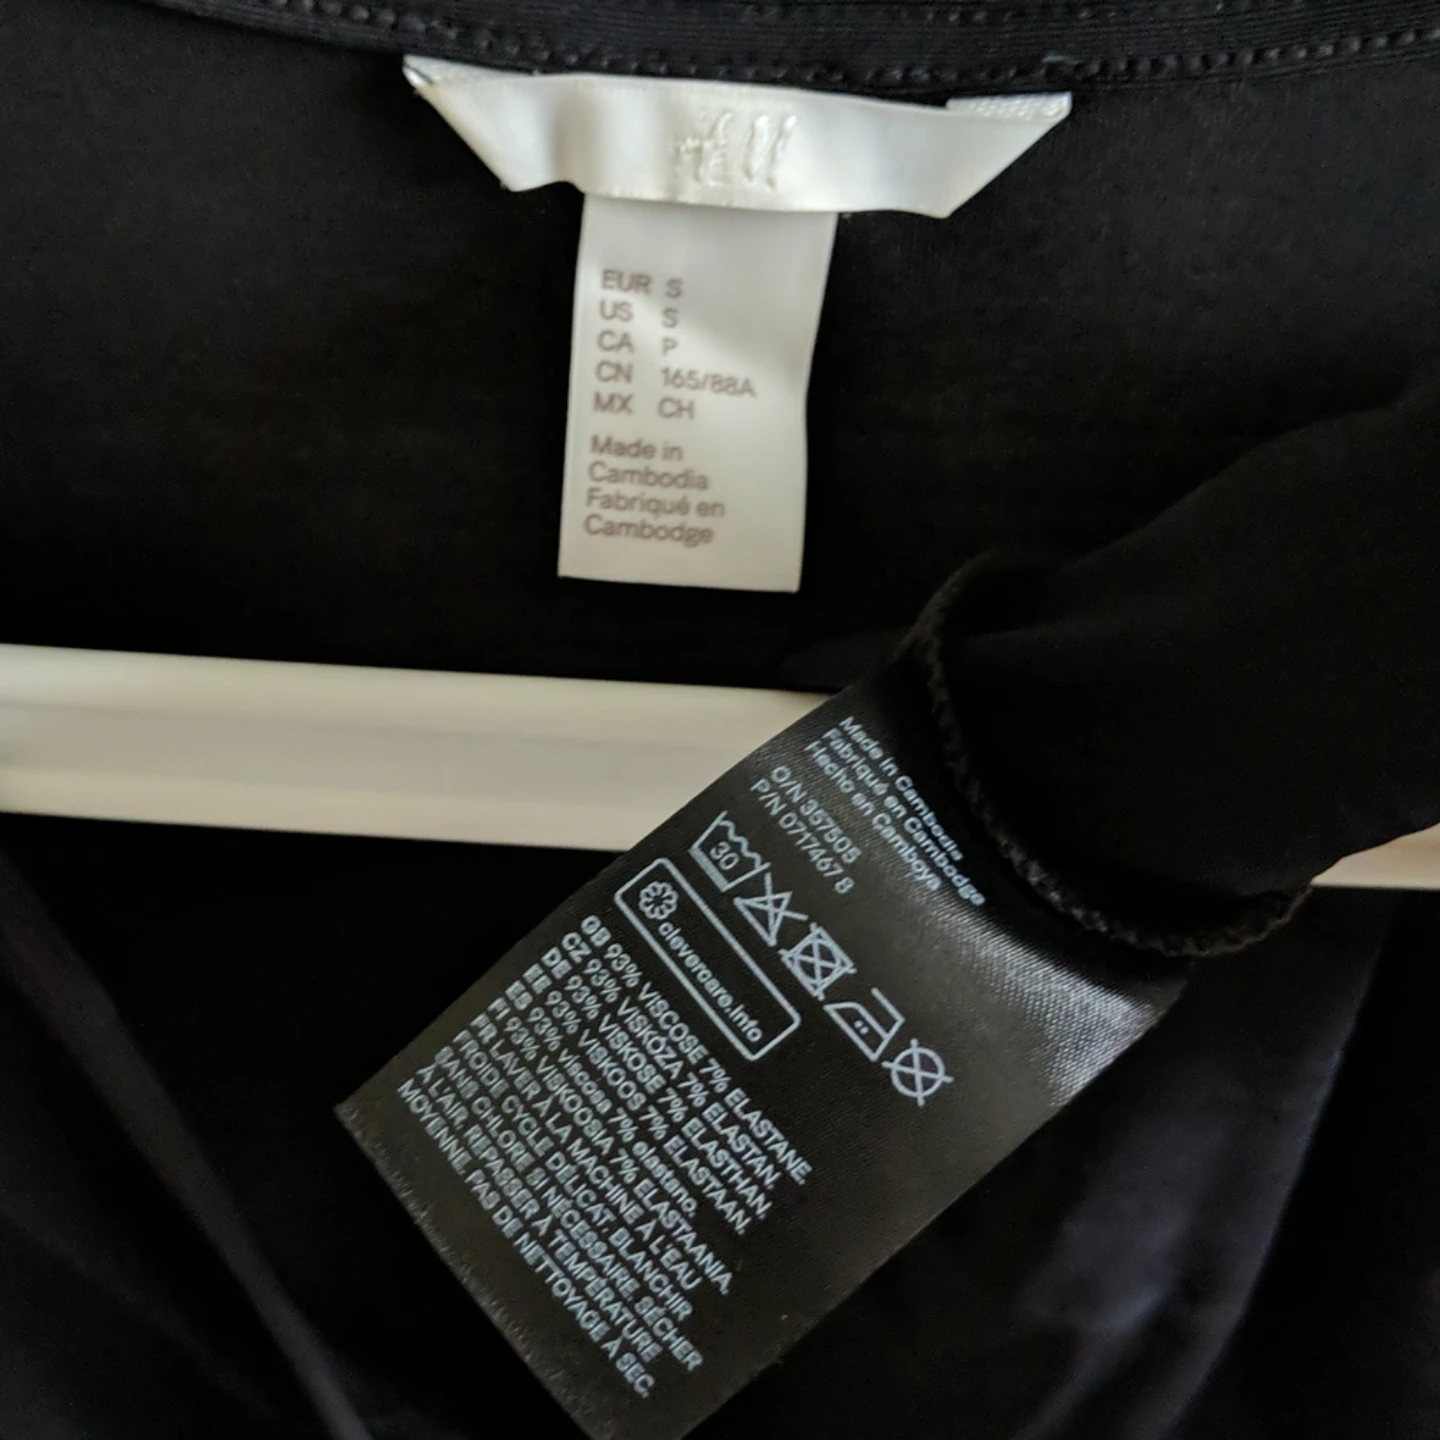 H&M
EUR S
US S
CA P
CN 165/88A
MX CH
Made in
Cambodia
Fabriqué en
Cambodge
Made in Cambodia
Fabriqué en Cambodge
Hecho en Camboya
O/N 357505
P/N 0717467 8
30
clevercare.info
GB 93% VISCOSE 7% ELASTANE.
CZ 93% VISKÓZA 7% ELASTAN.
DE 93% VISKOSE 7% ELASTHAN.
EE 93% VISKOOS 7% ELASTAAN.
ES 93% viscosa 7% elastano.
FI 93% VISKOOSIA 7% ELASTAANIA.
FR LAVER À LA MACHINE À L'EAU
FROIDE CYCLE DÉLICAT. BLANCHIR
SANS CHLORE SI NÉCESSAIRE. SÉCHER
À L'AIR. REPASSER À TEMPÉRATURE
MOYENNE. PAS DE NETTOYAGE À SEC.